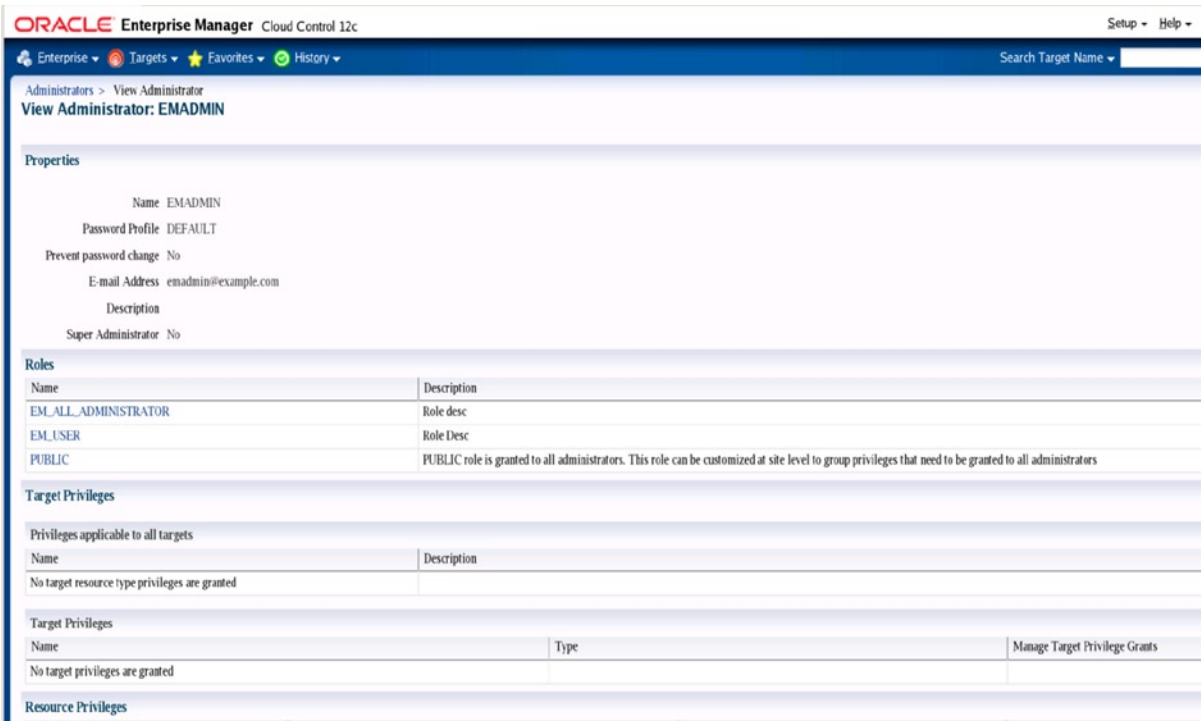 ORACLE Enterprise Manager Cloud Control 12c
Setup Help
Enterprise Targets Favorites History Search Target Name
Administrators > View Administrator
View Administrator: EMADMIN
Properties
Name EMADMIN
Password Profile DEFAULT
Prevent password change No
E-mail Address emadmin@example.com
Description
Super Administrator No
Roles
Name Description
EM_ALL_ADMINISTRATOR Role desc
EM_USER Role Desc
PUBLIC PUBLIC role is granted to all administrators. This role can be customized at site level to group privileges that need to be granted to all administrators
Target Privileges
Privileges applicable to all targets
Name Description
No target resource type privileges are granted
Target Privileges
Name Type Manage Target Privilege Grants
No target privileges are granted
Resource Privileges